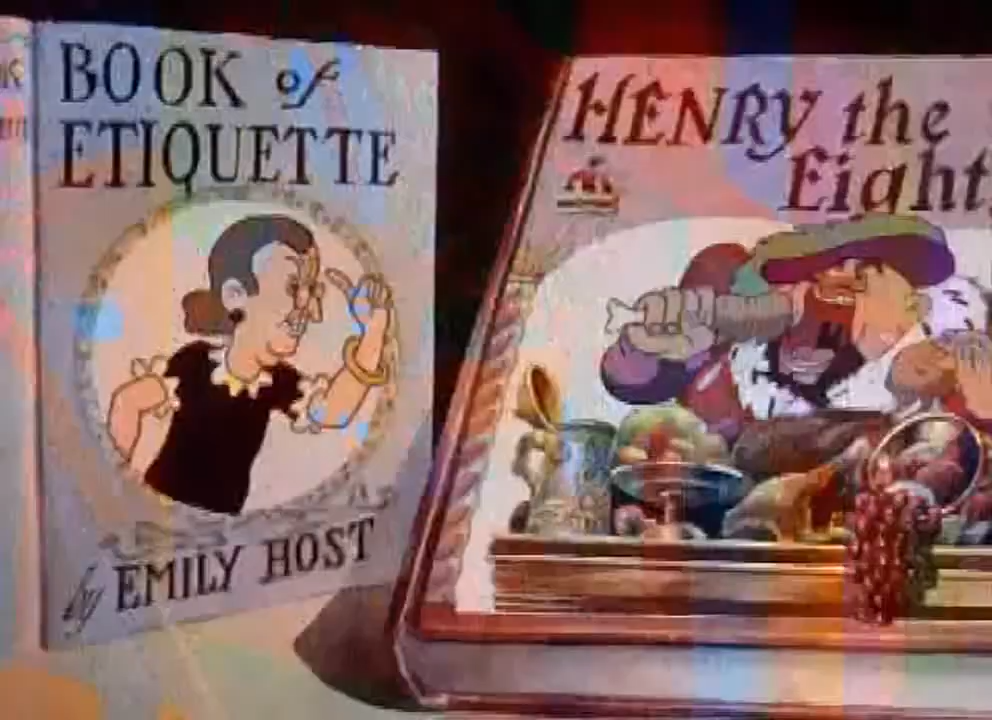 BOOK of
ETIQUETTE
by EMILY HOST
HENRY the
Eight